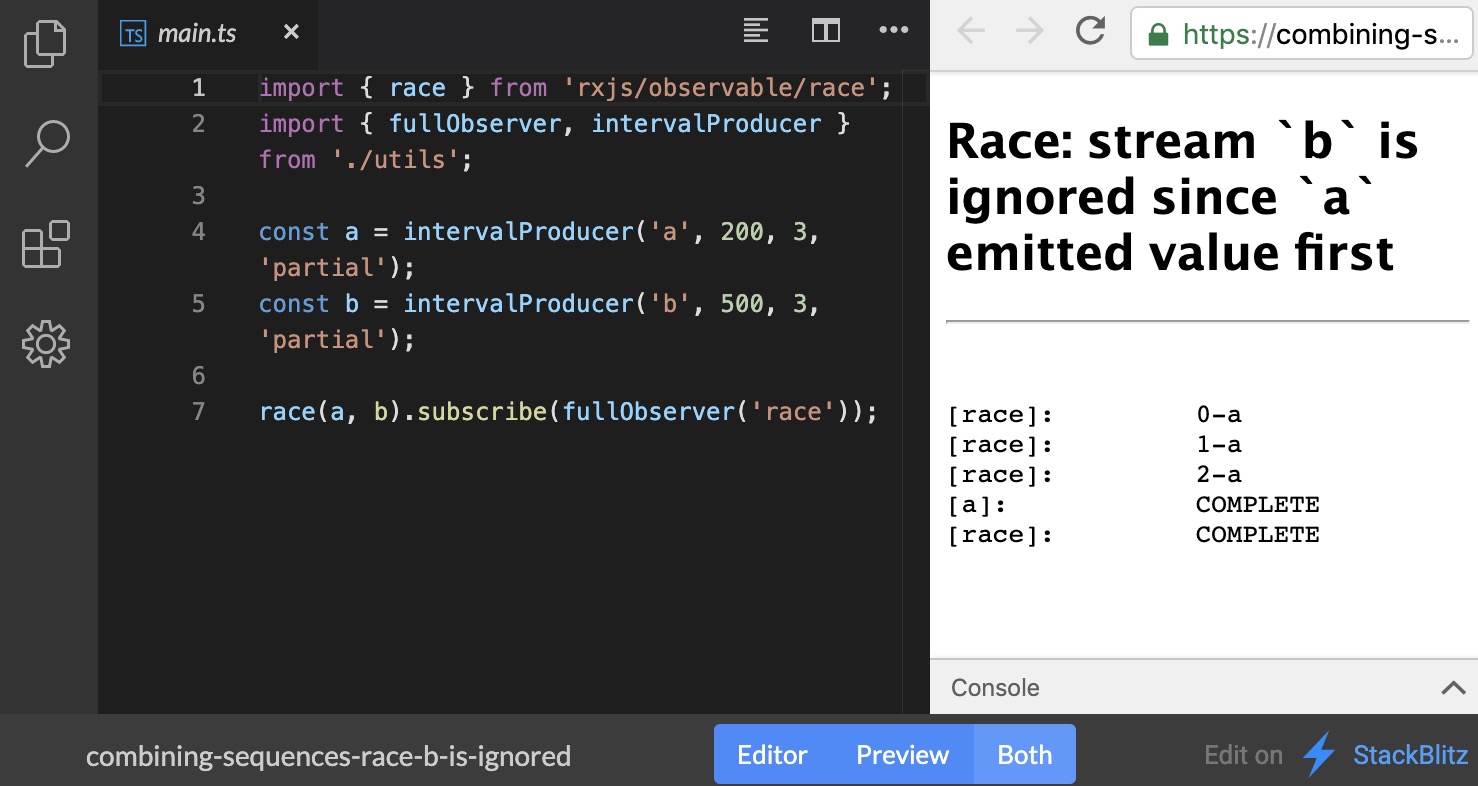 TS main.ts
1 import { race } from 'rxjs/observable/race';
2 import { fullObserver, intervalProducer }
from './utils';
3
4 const a = intervalProducer('a', 200, 3,
'partial');
5 const b = intervalProducer('b', 500, 3,
'partial');
6
7 race(a, b).subscribe(fullObserver('race'));
https://combining-s...
Race: stream `b` is
ignored since `a`
emitted value first
[race]: 0-a
[race]: 1-a
[race]: 2-a
[a]: COMPLETE
[race]: COMPLETE
Console
combining-sequences-race-b-is-ignored
Editor Preview Both
Edit on StackBlitz